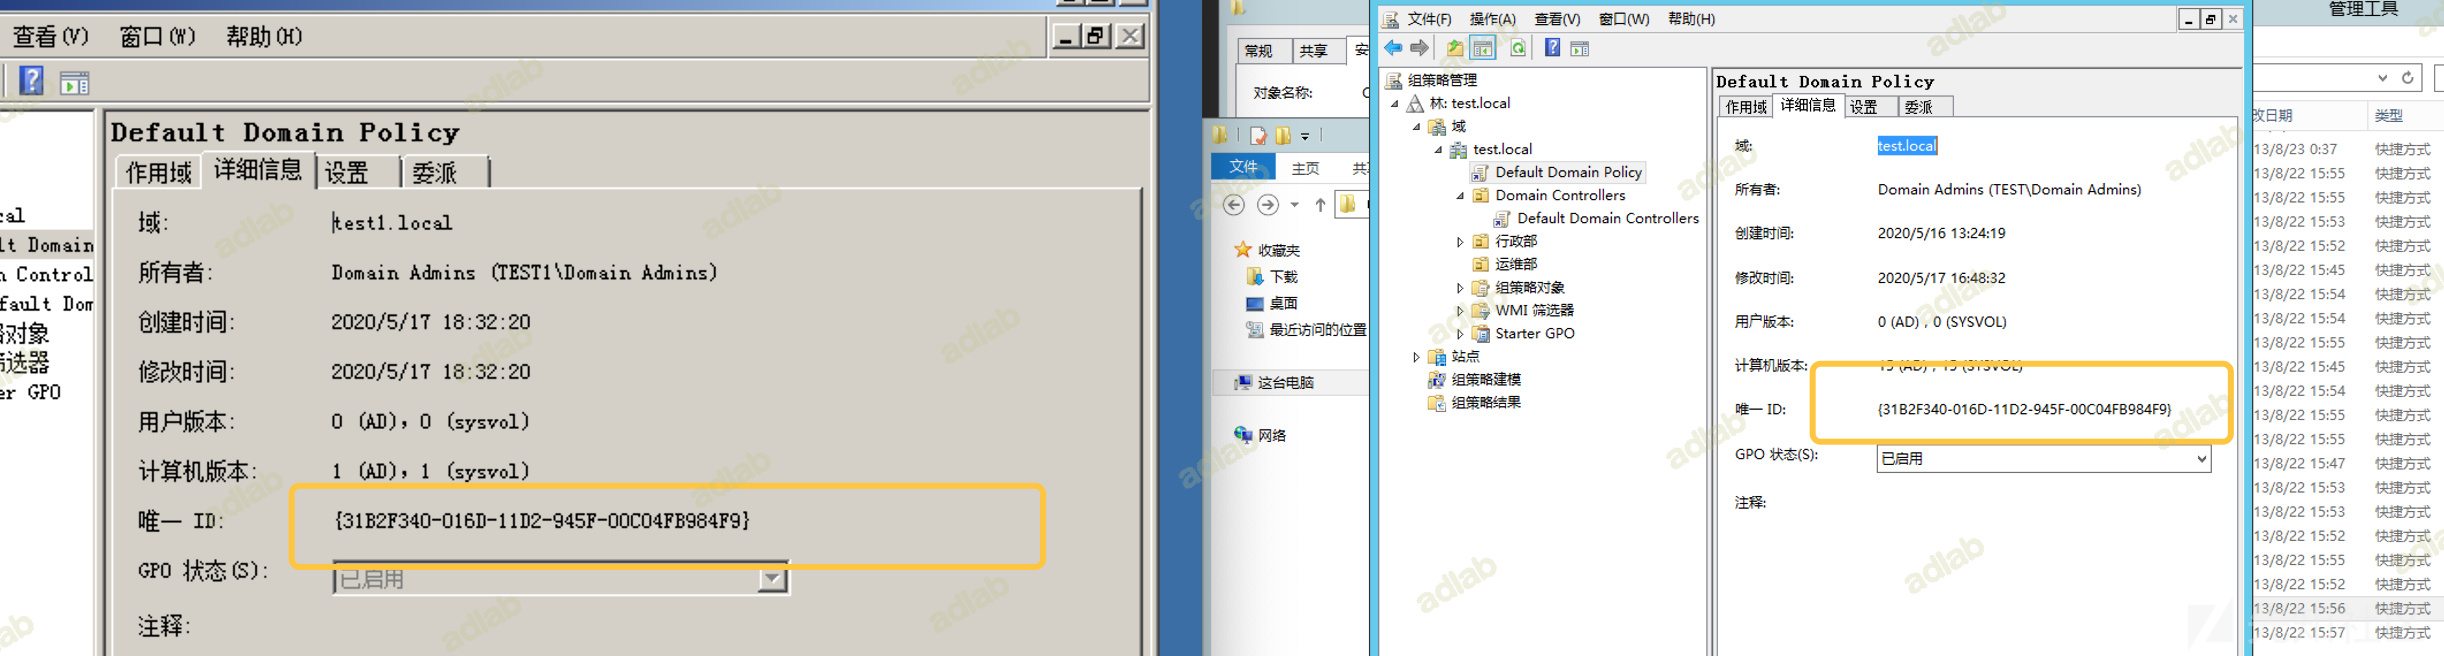 查看(V) 窗口(W) 帮助(H)
Default Domain Policy
作用域 详细信息 设置 委派
域: test1.local
所有者: Domain Admins (TEST1\Domain Admins)
创建时间: 2020/5/17 18:32:20
修改时间: 2020/5/17 18:32:20
用户版本: 0 (AD), 0 (sysvol)
计算机版本: 1 (AD), 1 (sysvol)
唯一 ID: {31B2F340-016D-11D2-945F-00C04FB984F9}
GPO 状态(S): 已启用
注释:
cal
lt Domain
n Control
efault Dom
对象
筛选器
er GPO
常规 共享 安
对象名称: C
文件 主页 共
收藏夹
下载
桌面
最近访问的位置
这台电脑
网络
文件(F) 操作(A) 查看(V) 窗口(W) 帮助(H)
组策略管理
林: test.local
域
test.local
Default Domain Policy
Domain Controllers
Default Domain Controllers
行政部
运维部
组策略对象
WMI 筛选器
Starter GPO
站点
组策略建模
组策略结果
Default Domain Policy
作用域 详细信息 设置 委派
域: test.local
所有者: Domain Admins (TEST\Domain Admins)
创建时间: 2020/5/16 13:24:19
修改时间: 2020/5/17 16:48:32
用户版本: 0 (AD), 0 (SYSVOL)
计算机版本: 15 (AD), 15 (SYSVOL)
唯一 ID: {31B2F340-016D-11D2-945F-00C04FB984F9}
GPO 状态(S): 已启用
注释:
管理工具
改日期 类型
13/8/23 0:37 快捷方式
13/8/22 15:55 快捷方式
13/8/22 15:55 快捷方式
13/8/22 15:53 快捷方式
13/8/22 15:52 快捷方式
13/8/22 15:45 快捷方式
13/8/22 15:54 快捷方式
13/8/22 15:54 快捷方式
13/8/22 15:55 快捷方式
13/8/22 15:45 快捷方式
13/8/22 15:54 快捷方式
13/8/22 15:55 快捷方式
13/8/22 15:55 快捷方式
13/8/22 15:47 快捷方式
13/8/22 15:53 快捷方式
13/8/22 15:53 快捷方式
13/8/22 15:52 快捷方式
13/8/22 15:55 快捷方式
13/8/22 15:52 快捷方式
13/8/22 15:56 快捷方式
13/8/22 15:57 快捷方式
adlab